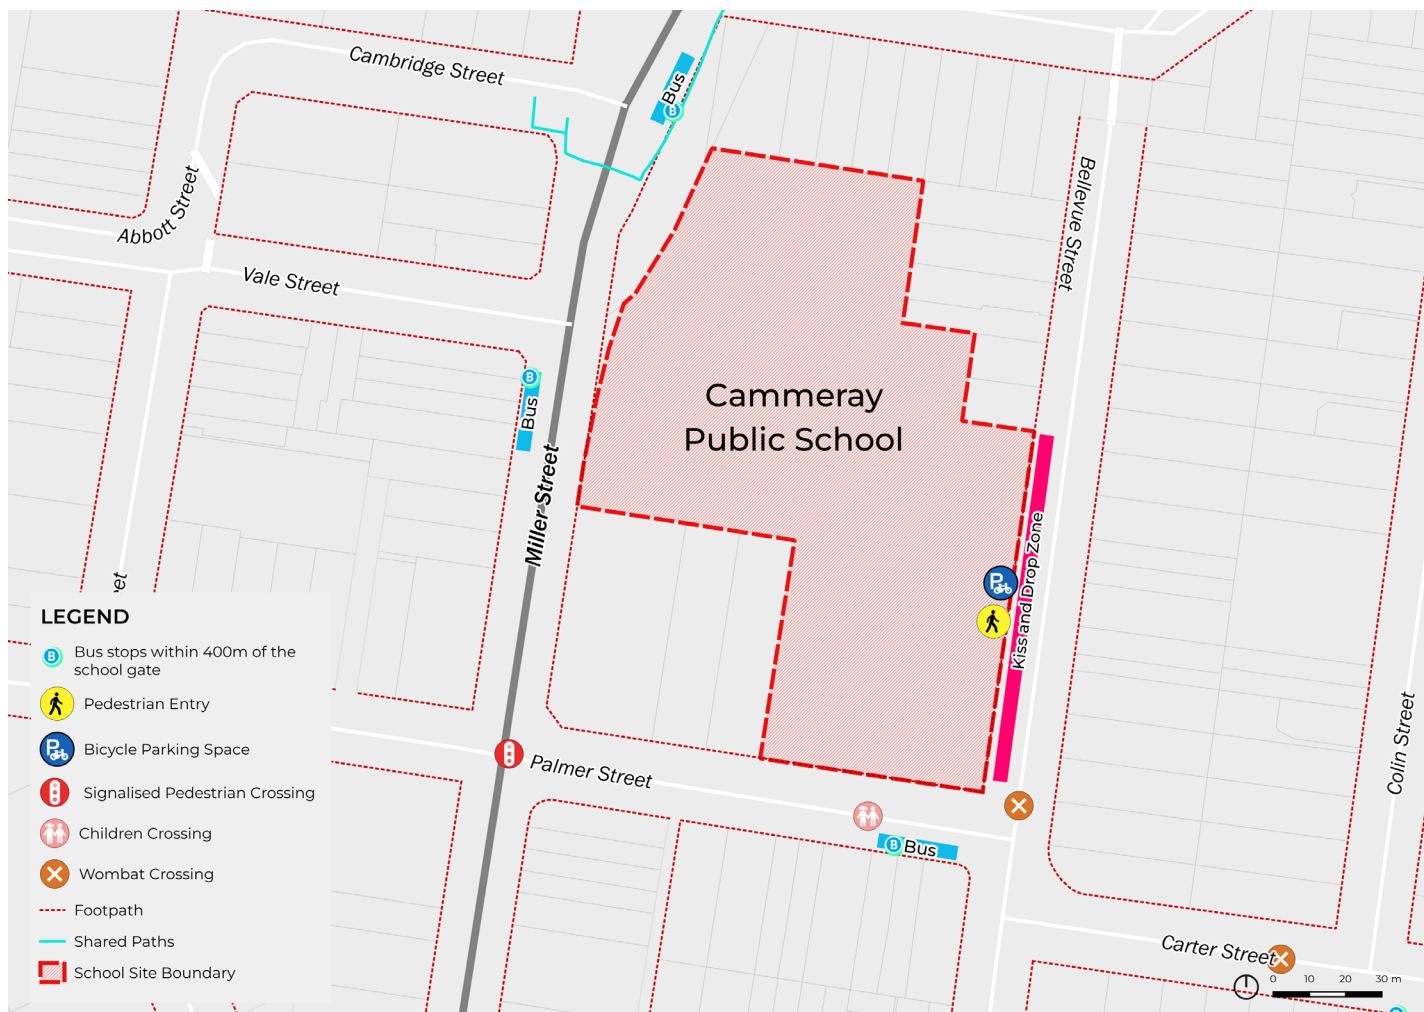 Cambridge Street
Bus
B
Abbott Street
Vale Street
Bellevue Street
B
Bus
Cammeray
Public School
Miller Street
Kiss and Drop Zone
P
eet
Palmer Street
Colin Street
B
Bus
Carter Street
LEGEND
B
Bus stops within 400m of the
school gate
Pedestrian Entry
P
Bicycle Parking Space
Signalised Pedestrian Crossing
Children Crossing
Wombat Crossing
Footpath
Shared Paths
School Site Boundary
0 10 20 30 m